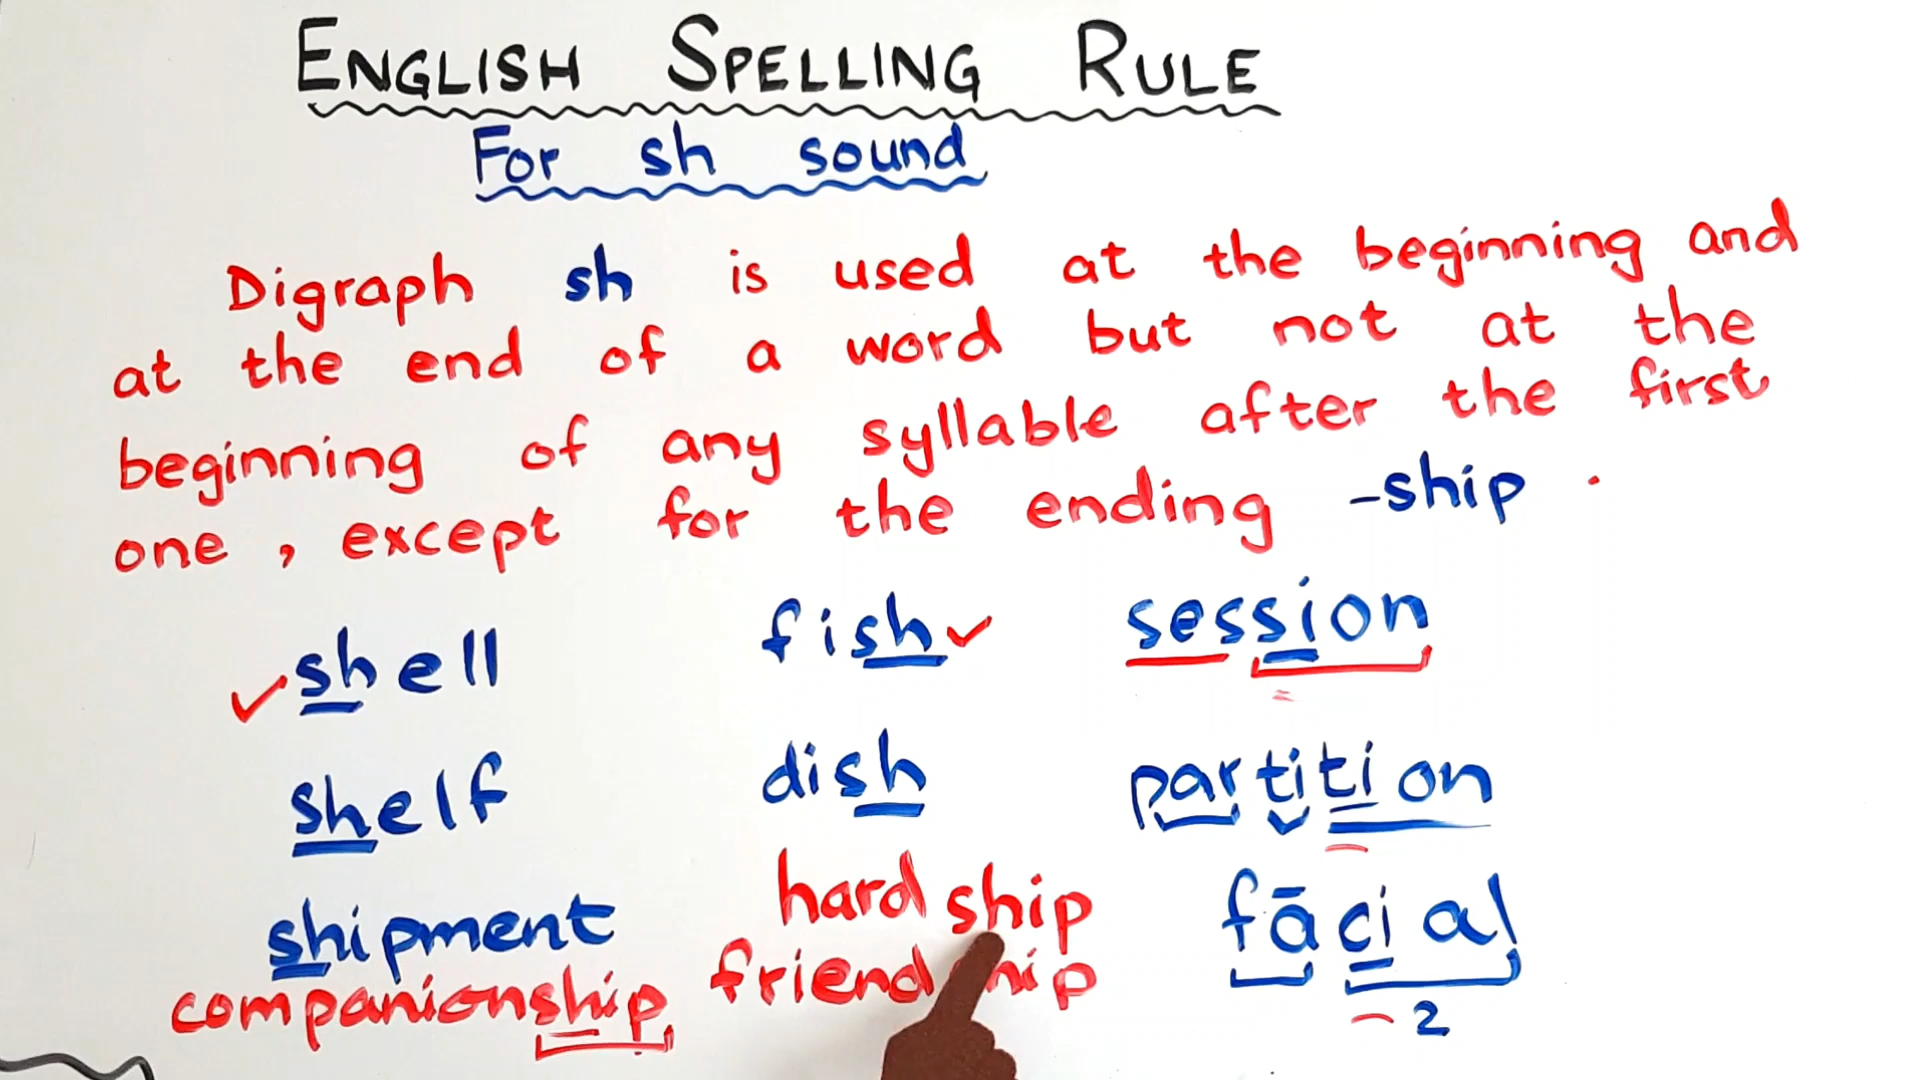 ENGLISH SPELLING RULE
For sh sound
Digraph sh is used at the beginning and
at the end of a word but not at the
beginning of any syllable after the first
one, except for the ending -ship.
shell fish session
shelf dish partition
shipment hardship fācial
companionship
2